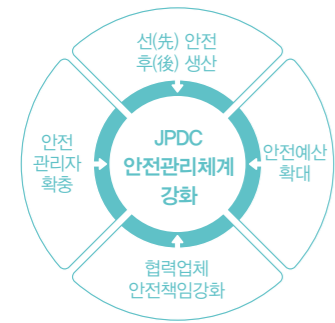 선(先) 안전
후(後) 생산
안전
관리자
확충
JPDC
안전관리체계
강화
안전예산
확대
협력업체
안전책임강화